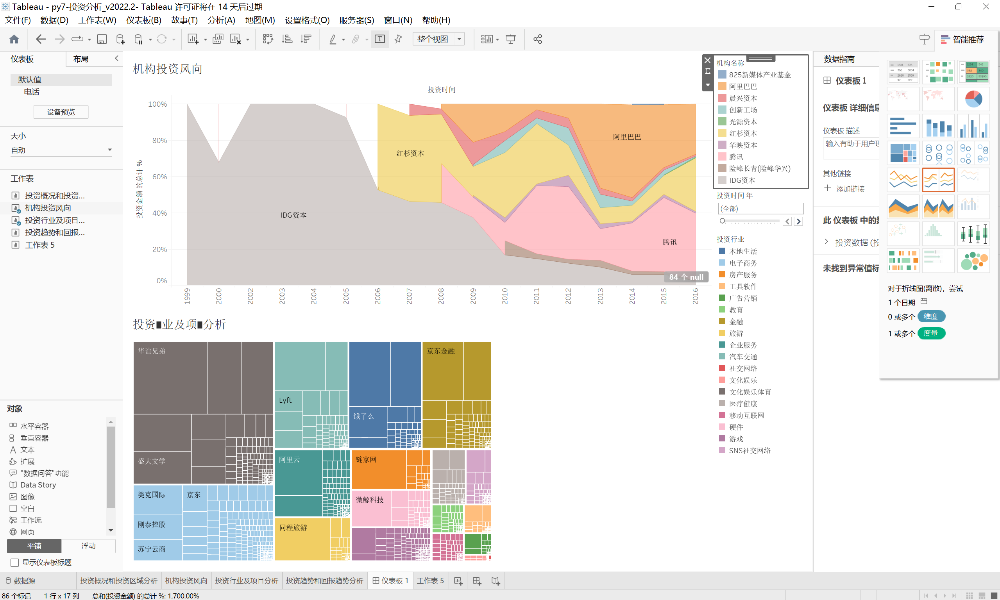 Tableau - py7-投资分析_v2022.2- Tableau 许可证将在 14 天后过期
文件(F) 数据(D) 工作表(W) 仪表板(B) 故事(T) 分析(A) 地图(M) 设置格式(O) 服务器(S) 窗口(N) 帮助(H)
整个视图
智能推荐
仪表板 布局
默认值
电话
设备预览
大小
自动
工作表
投资概况和投资...
机构投资风向
投资行业及项目...
投资趋势和回报...
工作表 5
对象
水平容器
垂直容器
文本
扩展
"数据问答"功能
Data Story
图像
空白
工作流
网页
平铺 浮动
显示仪表板标题
机构投资风向
投资时间
投资金额 的总计 %
100%
80%
60%
40%
20%
0%
IDG资本
红杉资本
阿里巴巴
腾讯
84 个 null
1999 2000 2002 2003 2004 2005 2006 2007 2008 2009 2010 2011 2012 2013 2014 2015 2016
投资▮业及项▮分析
华谊兄弟
盛大文学
美克国际
京东
刚泰控股
苏宁云商
Lyft
阿里云
同程旅游
饿了么
链家网
微鲸科技
京东金融
机构名称
825新媒体产业基金
阿里巴巴
晨兴资本
创新工场
光源资本
红杉资本
华映资本
腾讯
险峰长青(险峰华兴)
IDG资本
投资时间 年
(全部)
投资行业
本地生活
电子商务
房产服务
工具软件
广告营销
教育
金融
旅游
企业服务
汽车交通
社交网络
文化娱乐
文化娱乐体育
医疗健康
移动互联网
硬件
游戏
SNS社交网络
数据指南
仪表板 1
仪表板 详细信息
仪表板 描述
输入有助于用户理
其他链接
添加链接
此 仪表板 中的数
投资数据 (投
未找到异常值标
1234 678
368 3034
2620 2559
971 322
1234 546
368 340
2620 53890
对于折线图(离散)，尝试
1 个日期
0 或多个 维度
1 或多个 度量
数据源 投资概况和投资区域分析 机构投资风向 投资行业及项目分析 投资趋势和回报趋势分析 仪表板 1 工作表 5
86 个标记 1 行 x 17 列 总和(投资金额) 的总计 %: 1,700.00%